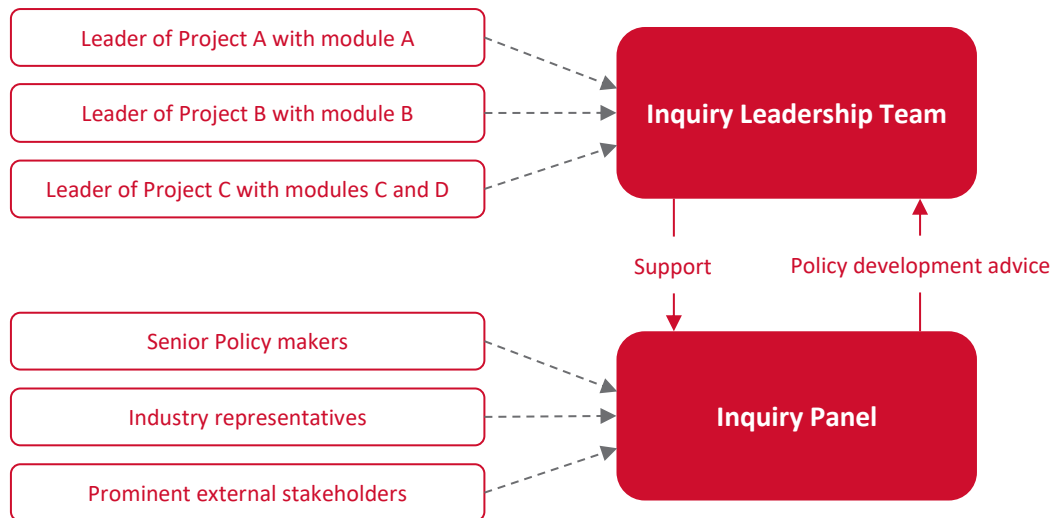 Leader of Project A with module A
Leader of Project B with module B
Leader of Project C with modules C and D
Inquiry Leadership Team
Support
Policy development advice
Senior Policy makers
Industry representatives
Prominent external stakeholders
Inquiry Panel